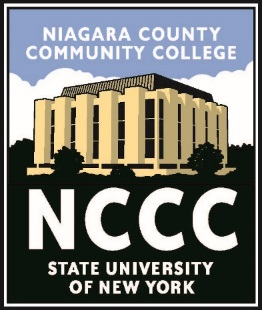 NIAGARA COUNTY
COMMUNITY COLLEGE
NCCC
STATE UNIVERSITY
OF NEW YORK